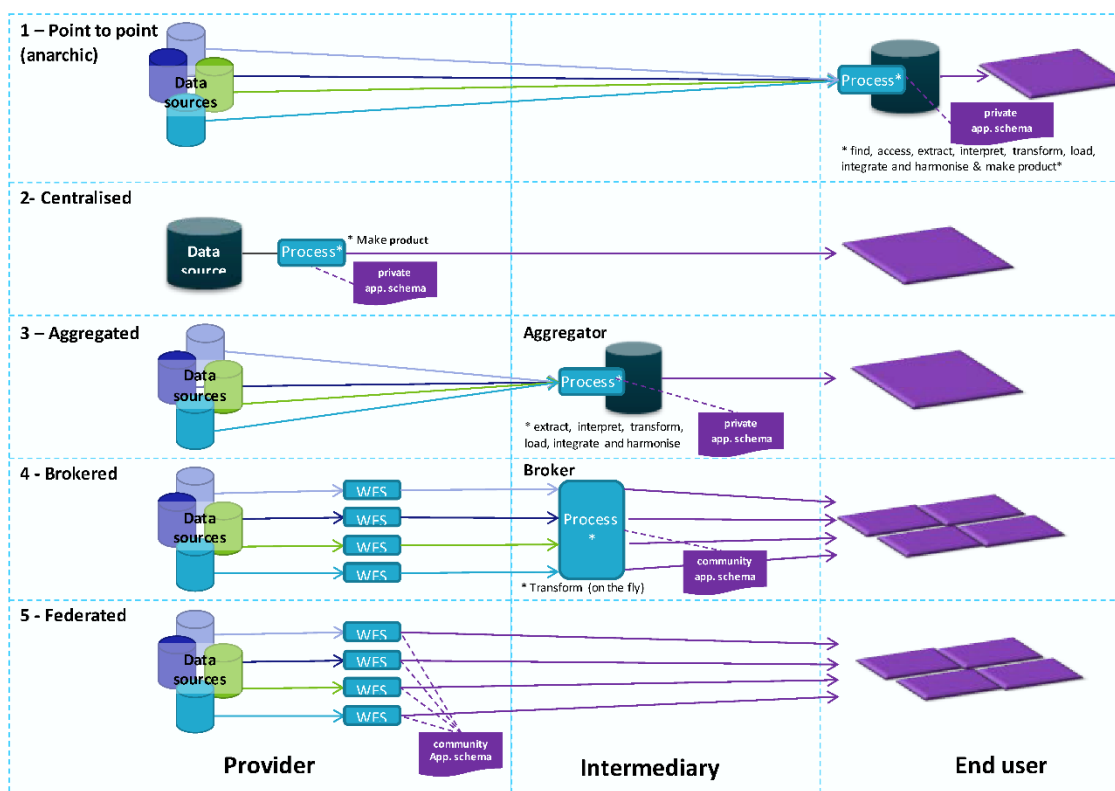 1 – Point to point
(anarchic)
Data
sources
Process*
private
app. schema
* find, access, extract, interpret, transform, load,
integrate and harmonise & make product*
2- Centralised
Data
source
Process*
* Make product
private
app. schema
3 – Aggregated
Data
sources
Aggregator
Process*
* extract, interpret, transform,
load, integrate and harmonise
private
app. schema
4 - Brokered
Data
sources
WFS
WFS
WFS
WFS
Broker
Process
*
* Transform (on the fly)
community
app. schema
5 - Federated
Data
sources
WFS
WFS
WFS
WFS
community
App. schema
Provider
Intermediary
End user